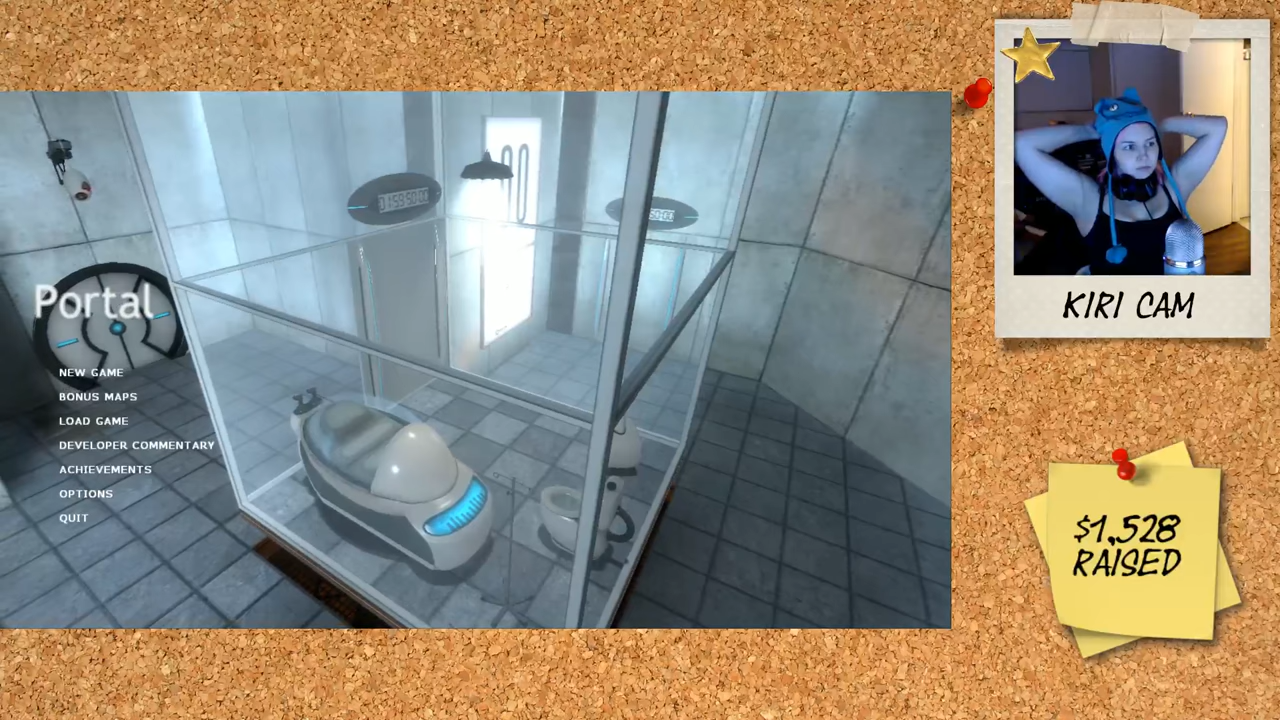 Portal
NEW GAME
BONUS MAPS
LOAD GAME
DEVELOPER COMMENTARY
ACHIEVEMENTS
OPTIONS
QUIT
KIRI CAM
$1,528
RAISED